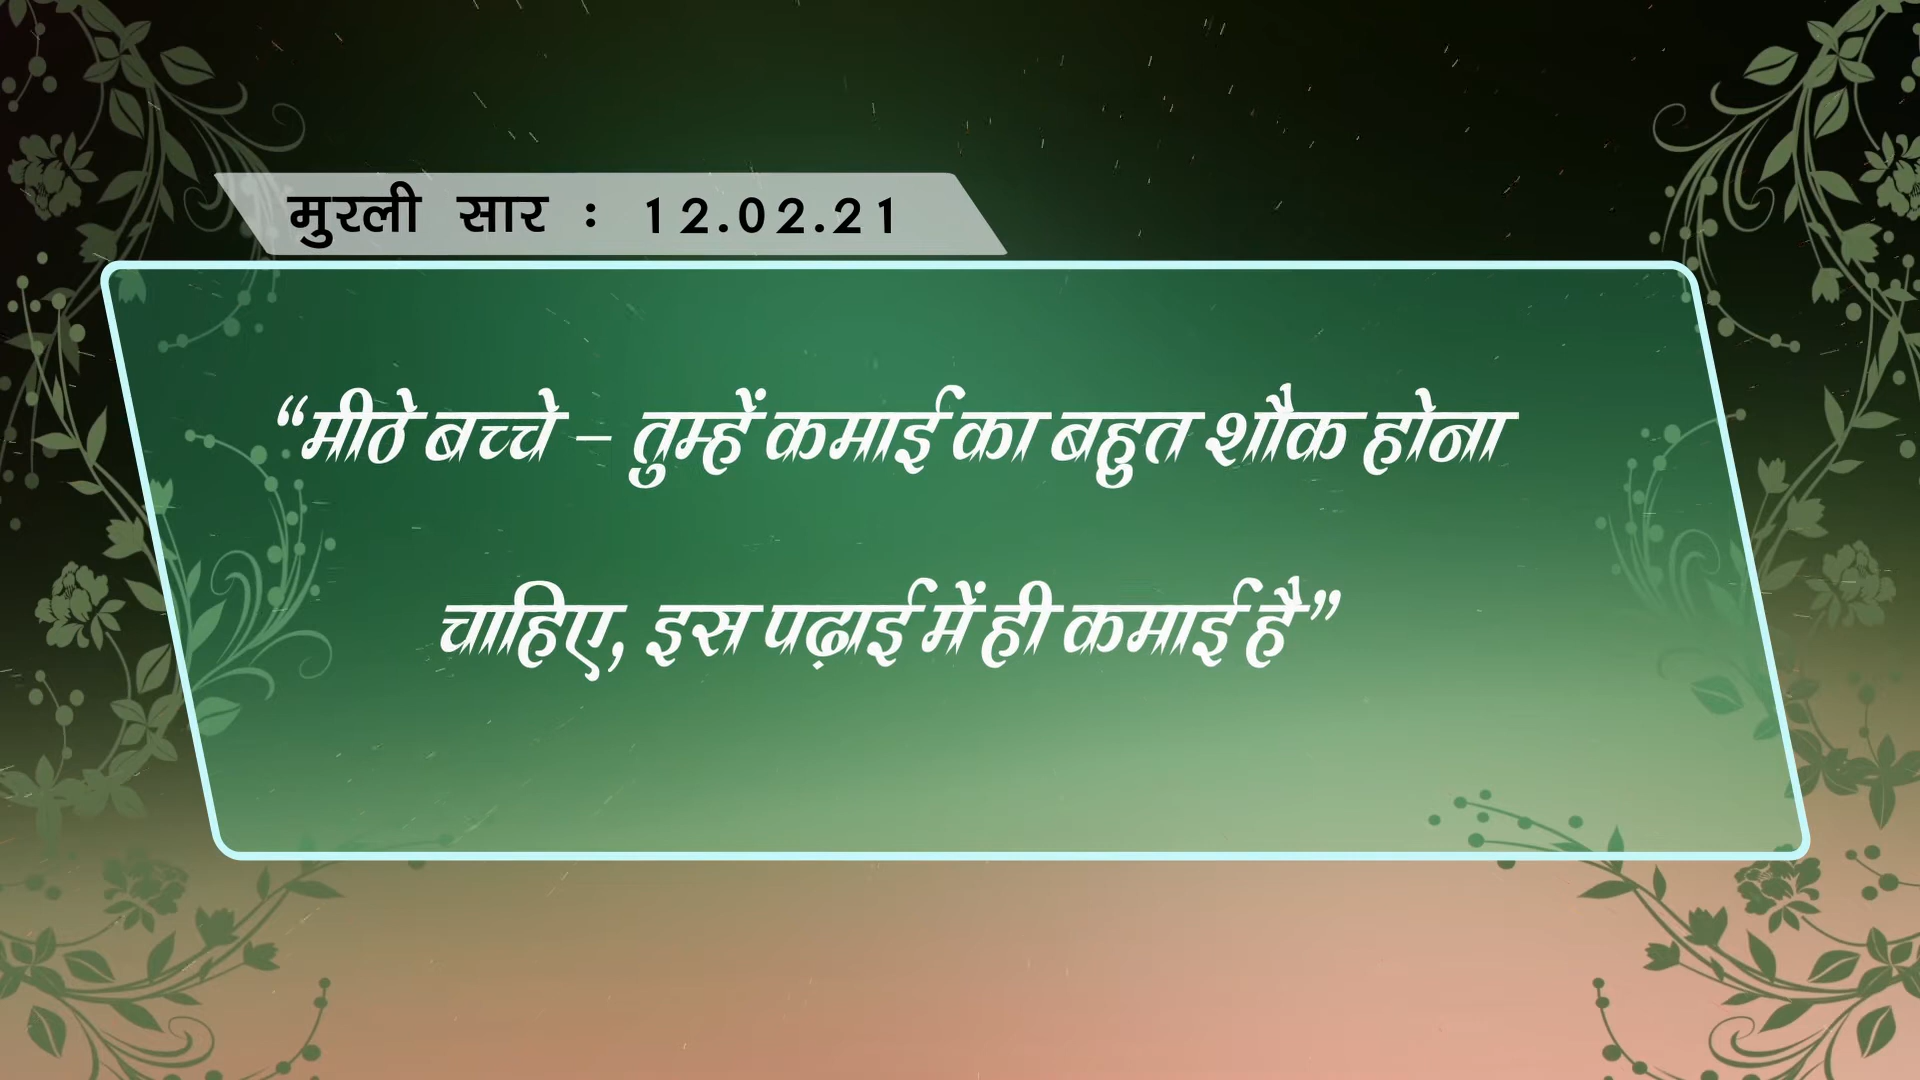 मुरली सार : 12.02.21
“मीठे बच्चे – तुम्हें कमाई का बहुत शौक होना
चाहिए, इस पढ़ाई में ही कमाई है”